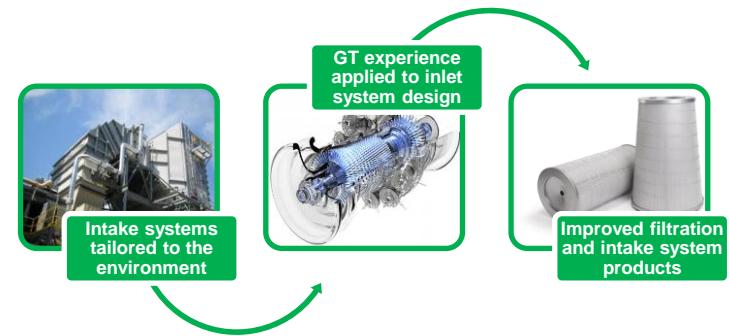 GT experience
applied to inlet
system design
Intake systems
tailored to the
environment
Improved filtration
and intake system
products